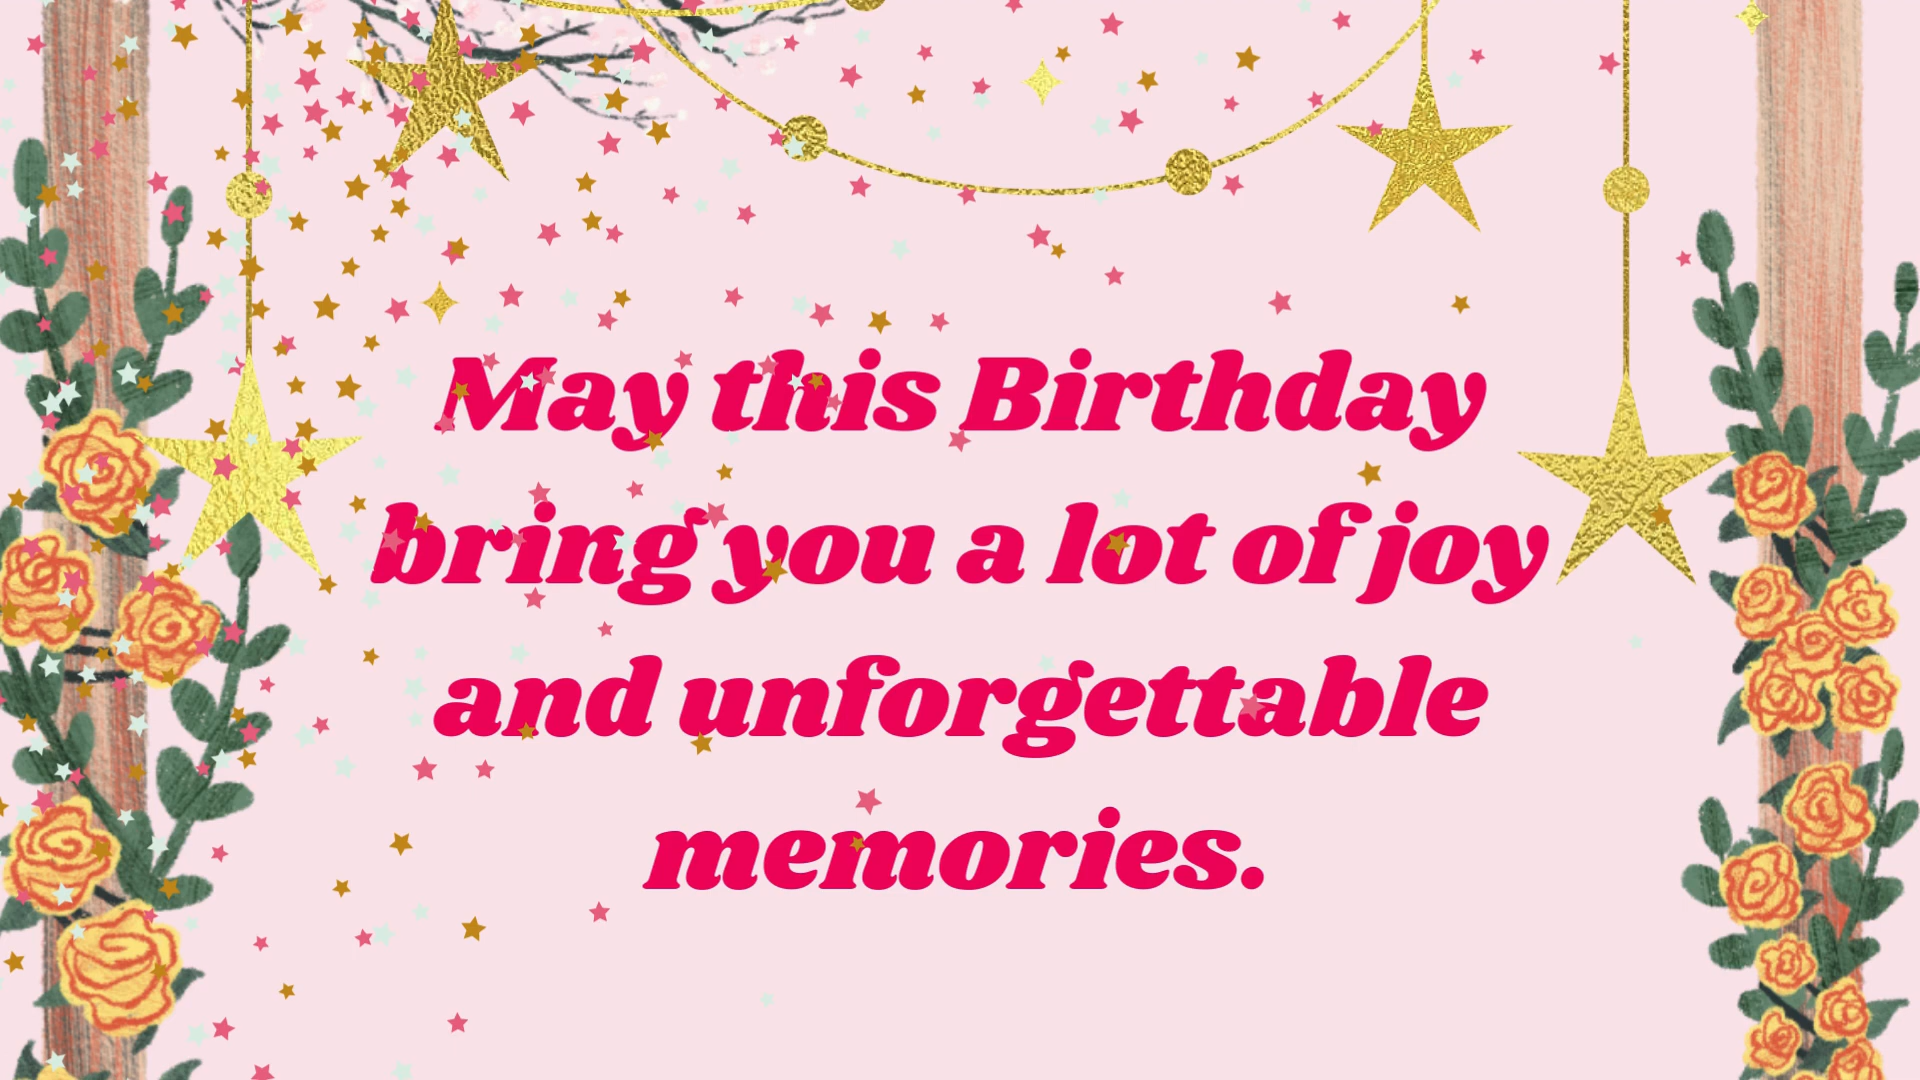 May this Birthday
bring you a lot of joy
and unforgettable
memories.